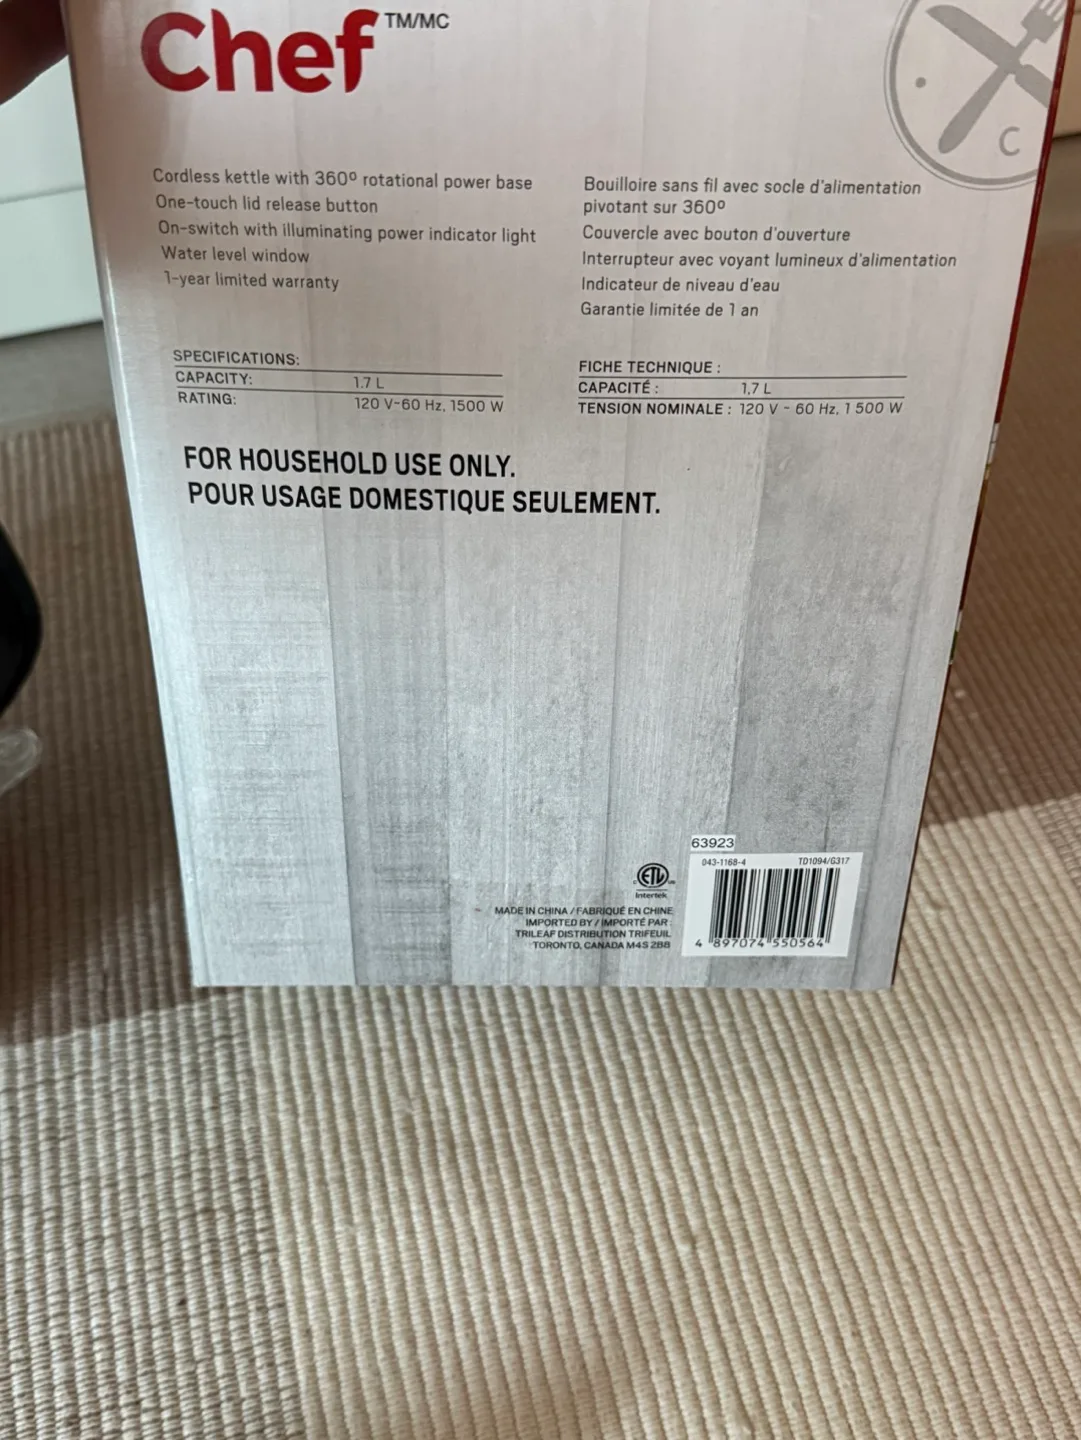 Chef TM/MC
C
Cordless kettle with 360º rotational power base
One-touch lid release button
On-switch with illuminating power indicator light
Water level window
1-year limited warranty
Bouilloire sans fil avec socle d'alimentation
pivotant sur 360º
Couvercle avec bouton d'ouverture
Interrupteur avec voyant lumineux d'alimentation
Indicateur de niveau d'eau
Garantie limitée de 1 an
SPECIFICATIONS:
CAPACITY: 1.7 L
RATING: 120 V~60 Hz, 1500 W
FICHE TECHNIQUE :
CAPACITÉ : 1,7 L
TENSION NOMINALE : 120 V ~ 60 Hz, 1 500 W
FOR HOUSEHOLD USE ONLY.
POUR USAGE DOMESTIQUE SEULEMENT.
63923
043-1168-4 TD1094/G317
ETL
Intertek
MADE IN CHINA / FABRIQUÉ EN CHINE
IMPORTED BY / IMPORTÉ PAR :
TRILEAF DISTRIBUTION TRIFEUIL
TORONTO, CANADA M4S 2B8
4 897074 550564